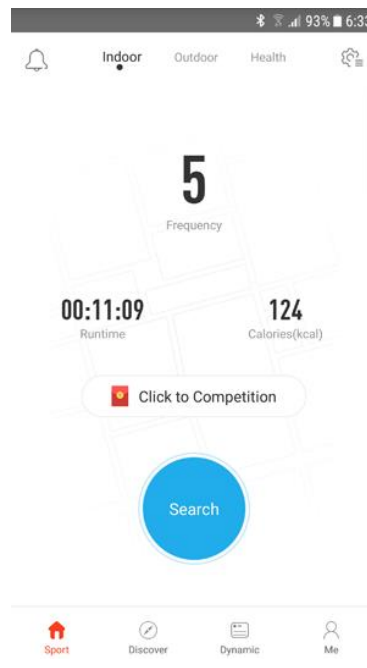 93% 6:33
Indoor Outdoor Health
5
Frequency
00:11:09 124
Runtime Calories(kcal)
Click to Competition
Search
Sport Discover Dynamic Me